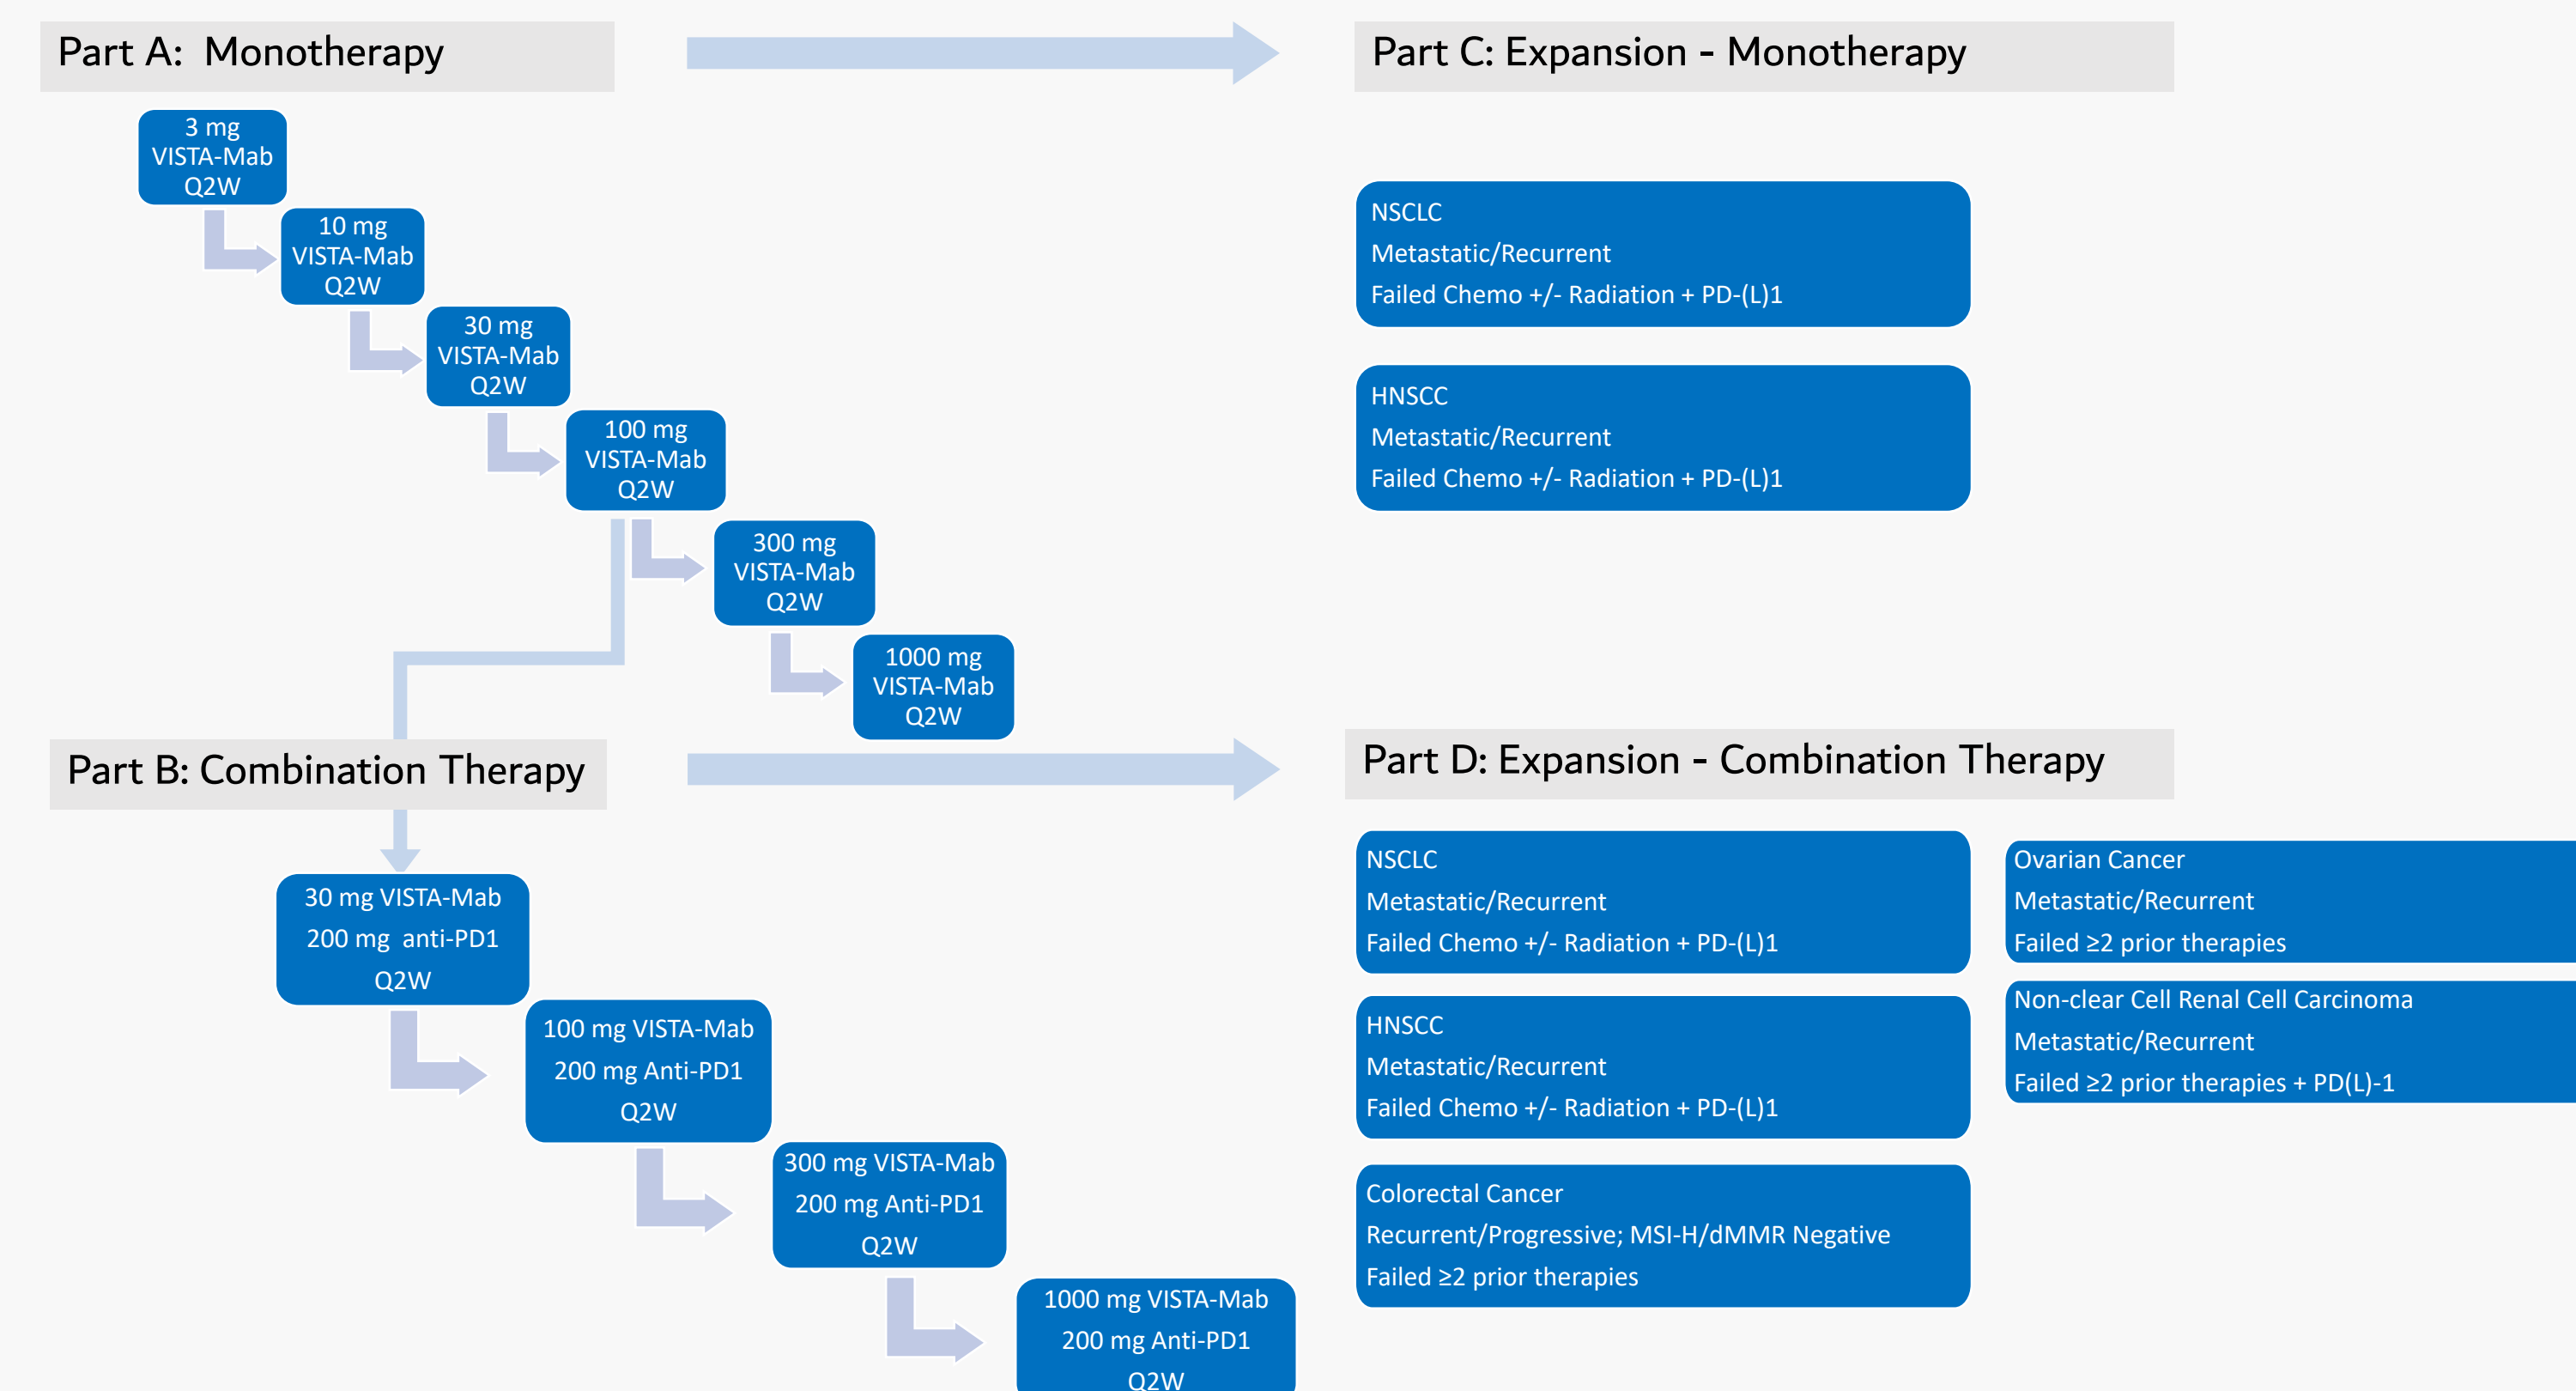 Part A: Monotherapy
3 mg
VISTA-Mab
Q2W
10 mg
VISTA-Mab
Q2W
30 mg
VISTA-Mab
Q2W
100 mg
VISTA-Mab
Q2W
300 mg
VISTA-Mab
Q2W
1000 mg
VISTA-Mab
Q2W
Part C: Expansion - Monotherapy
NSCLC
Metastatic/Recurrent
Failed Chemo +/- Radiation + PD-(L)1
HNSCC
Metastatic/Recurrent
Failed Chemo +/- Radiation + PD-(L)1
Part B: Combination Therapy
30 mg VISTA-Mab
200 mg anti-PD1
Q2W
100 mg VISTA-Mab
200 mg Anti-PD1
Q2W
300 mg VISTA-Mab
200 mg Anti-PD1
Q2W
1000 mg VISTA-Mab
200 mg Anti-PD1
Q2W
Part D: Expansion - Combination Therapy
NSCLC
Metastatic/Recurrent
Failed Chemo +/- Radiation + PD-(L)1
HNSCC
Metastatic/Recurrent
Failed Chemo +/- Radiation + PD-(L)1
Colorectal Cancer
Recurrent/Progressive; MSI-H/dMMR Negative
Failed ≥2 prior therapies
Ovarian Cancer
Metastatic/Recurrent
Failed ≥2 prior therapies
Non-clear Cell Renal Cell Carcinoma
Metastatic/Recurrent
Failed ≥2 prior therapies + PD(L)-1